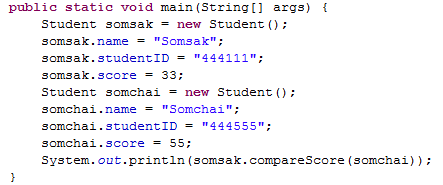 public static void main(String[] args) {
    Student somsak = new Student();
    somsak.name = "Somsak";
    somsak.studentID = "444111";
    somsak.score = 33;
    Student somchai = new Student();
    somchai.name = "Somchai";
    somchai.studentID = "444555";
    somchai.score = 55;
    System.out.println(somsak.compareScore(somchai));
}